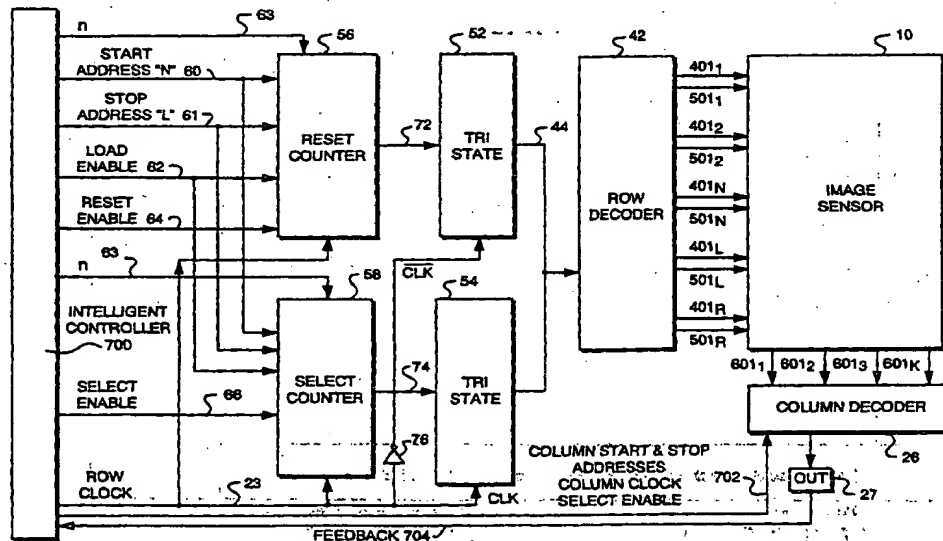 n
63
START
ADDRESS "N" 60
STOP
ADDRESS "L" 61
LOAD
ENABLE 62
RESET
ENABLE 64
n
63
INTELLIGENT
CONTROLLER
700
SELECT
ENABLE
66
ROW
CLOCK
23
56
RESET
COUNTER
72
58
SELECT
COUNTER
74
76
52
TRI
STATE
44
CLK
54
TRI
STATE
CLK
42
ROW
DECODER
401₁
501₁
401₂
501₂
401N
501N
401L
501L
401R
501R
10
IMAGE
SENSOR
601₁ 601₂ 601₃ 601K
COLUMN DECODER
26
OUT
27
COLUMN START & STOP
ADDRESSES
COLUMN CLOCK
SELECT ENABLE
702
FEEDBACK 704